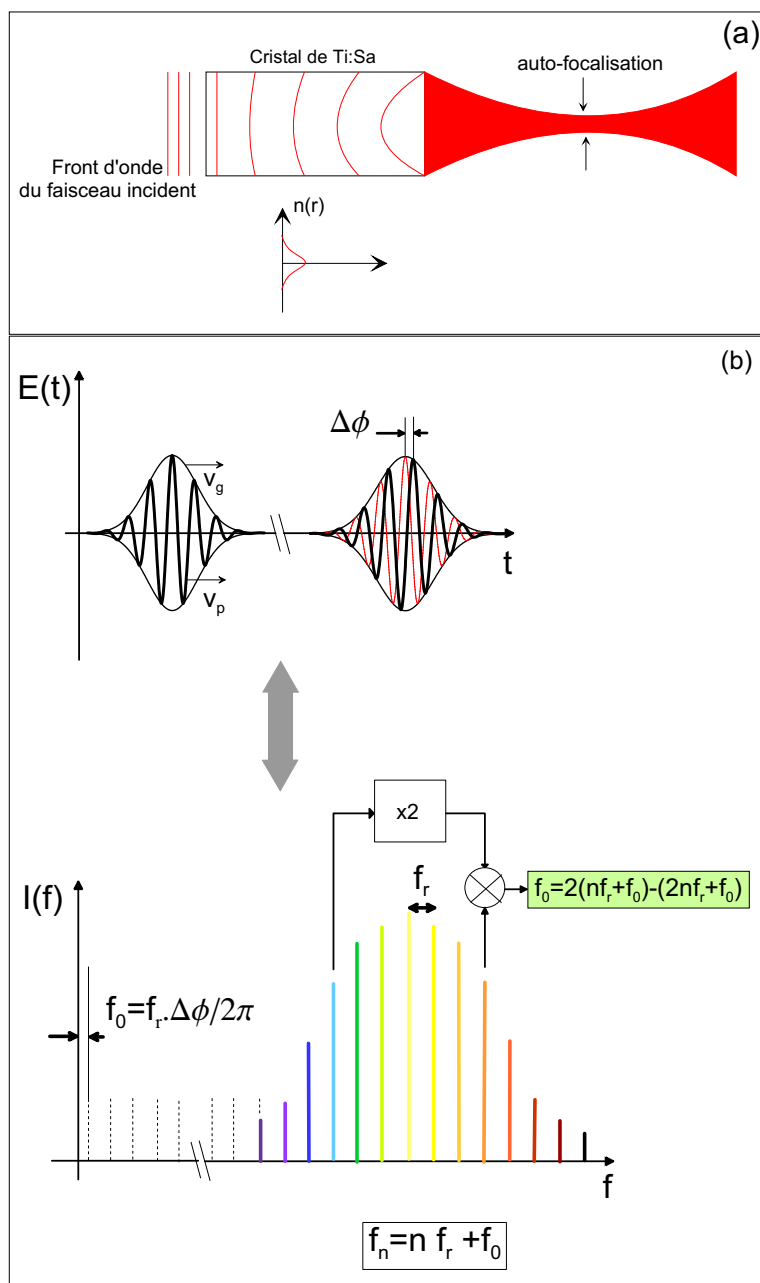 (a)
Cristal de Ti:Sa
auto-focalisation
Front d'onde
du faisceau incident
n(r)
(b)
E(t)
Δϕ
v_g
v_p
t
x2
I(f)
f_r
f_0=2(nf_r+f_0)-(2nf_r+f_0)
f_0=f_r.Δϕ/2π
f
f_n=n f_r +f_0